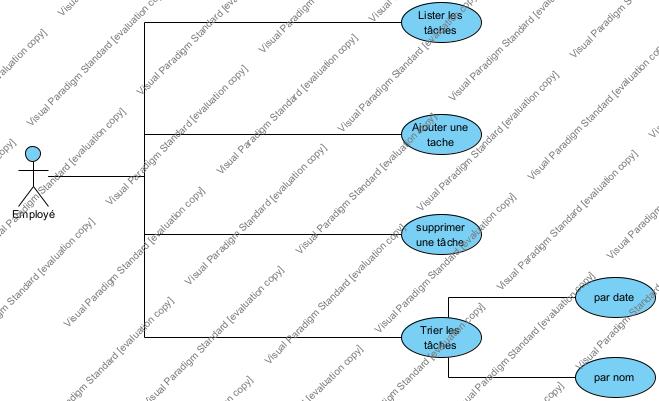 Lister les
tâches
Ajouter une
tache
Employé
supprimer
une tâche
par date
Trier les
tâches
par nom
Visual Paradigm Standard [evaluation copy]